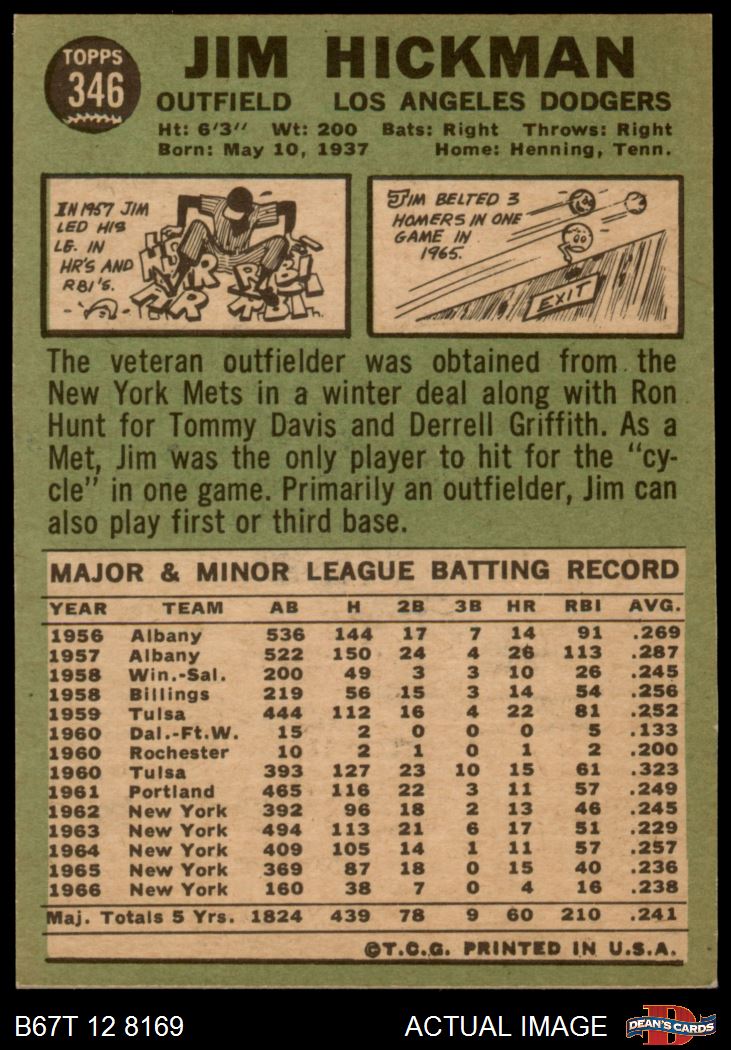 TOPPS
346
JIM HICKMAN
OUTFIELD LOS ANGELES DODGERS
Ht: 6'3" Wt: 200 Bats: Right Throws: Right
Born: May 10, 1937 Home: Henning, Tenn.
IN 1957 JIM
LED HIS
LG. IN
HR'S AND
RBI'S.
JIM BELTED 3
HOMERS IN ONE
GAME IN
1965.
EXIT
The veteran outfielder was obtained from the
New York Mets in a winter deal along with Ron
Hunt for Tommy Davis and Derrell Griffith. As a
Met, Jim was the only player to hit for the "cy-
cle" in one game. Primarily an outfielder, Jim can
also play first or third base.
MAJOR & MINOR LEAGUE BATTING RECORD
YEAR TEAM AB H 2B 3B HR RBI AVG.
1956 Albany 536 144 17 7 14 91 .269
1957 Albany 522 150 24 4 26 113 .287
1958 Win.-Sal. 200 49 3 3 10 26 .245
1958 Billings 219 56 15 3 14 54 .256
1959 Tulsa 444 112 16 4 22 81 .252
1960 Dal.-Ft.W. 15 2 0 0 0 5 .133
1960 Rochester 10 2 1 0 1 2 .200
1960 Tulsa 393 127 23 10 15 61 .323
1961 Portland 465 116 22 3 11 57 .249
1962 New York 392 96 18 2 13 46 .245
1963 New York 494 113 21 6 17 51 .229
1964 New York 409 105 14 1 11 57 .257
1965 New York 369 87 18 0 15 40 .236
1966 New York 160 38 7 0 4 16 .238
Maj. Totals 5 Yrs. 1824 439 78 9 60 210 .241
©T.C.G. PRINTED IN U.S.A.
B67T 12 8169 ACTUAL IMAGE DEAN'S CARDS